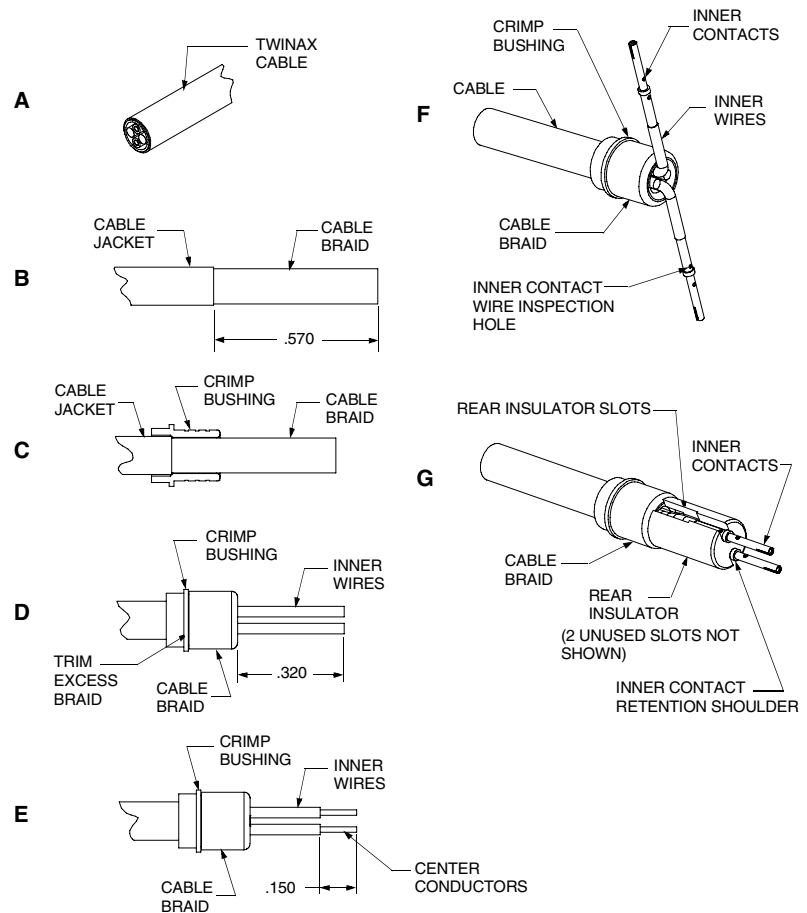 A
TWINAX
CABLE
B
CABLE
JACKET
CABLE
BRAID
.570
C
CABLE
JACKET
CRIMP
BUSHING
CABLE
BRAID
D
CRIMP
BUSHING
INNER
WIRES
TRIM
EXCESS
BRAID
CABLE
BRAID
.320
E
CRIMP
BUSHING
INNER
WIRES
CABLE
BRAID
.150
CENTER
CONDUCTORS
F
CRIMP
BUSHING
INNER
CONTACTS
CABLE
INNER
WIRES
CABLE
BRAID
INNER CONTACT
WIRE INSPECTION
HOLE
G
REAR INSULATOR SLOTS
INNER
CONTACTS
CABLE
BRAID
REAR
INSULATOR
(2 UNUSED SLOTS NOT
SHOWN)
INNER CONTACT
RETENTION SHOULDER